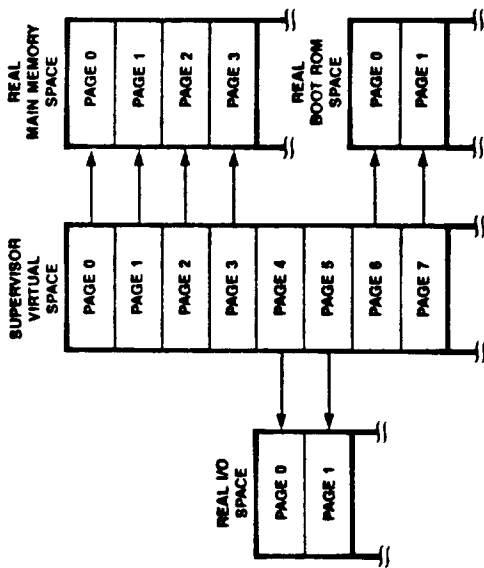 REAL
MAIN MEMORY
SPACE
PAGE 0
PAGE 1
PAGE 2
PAGE 3
REAL
BOOT ROM
SPACE
PAGE 0
PAGE 1
SUPERVISOR
VIRTUAL
SPACE
PAGE 0
PAGE 1
PAGE 2
PAGE 3
PAGE 4
PAGE 5
PAGE 6
PAGE 7
REAL I/O
SPACE
PAGE 0
PAGE 1